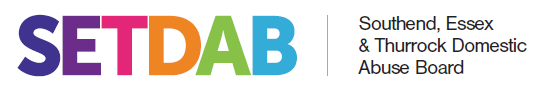 SETDAB
Southend, Essex
& Thurrock Domestic
Abuse Board